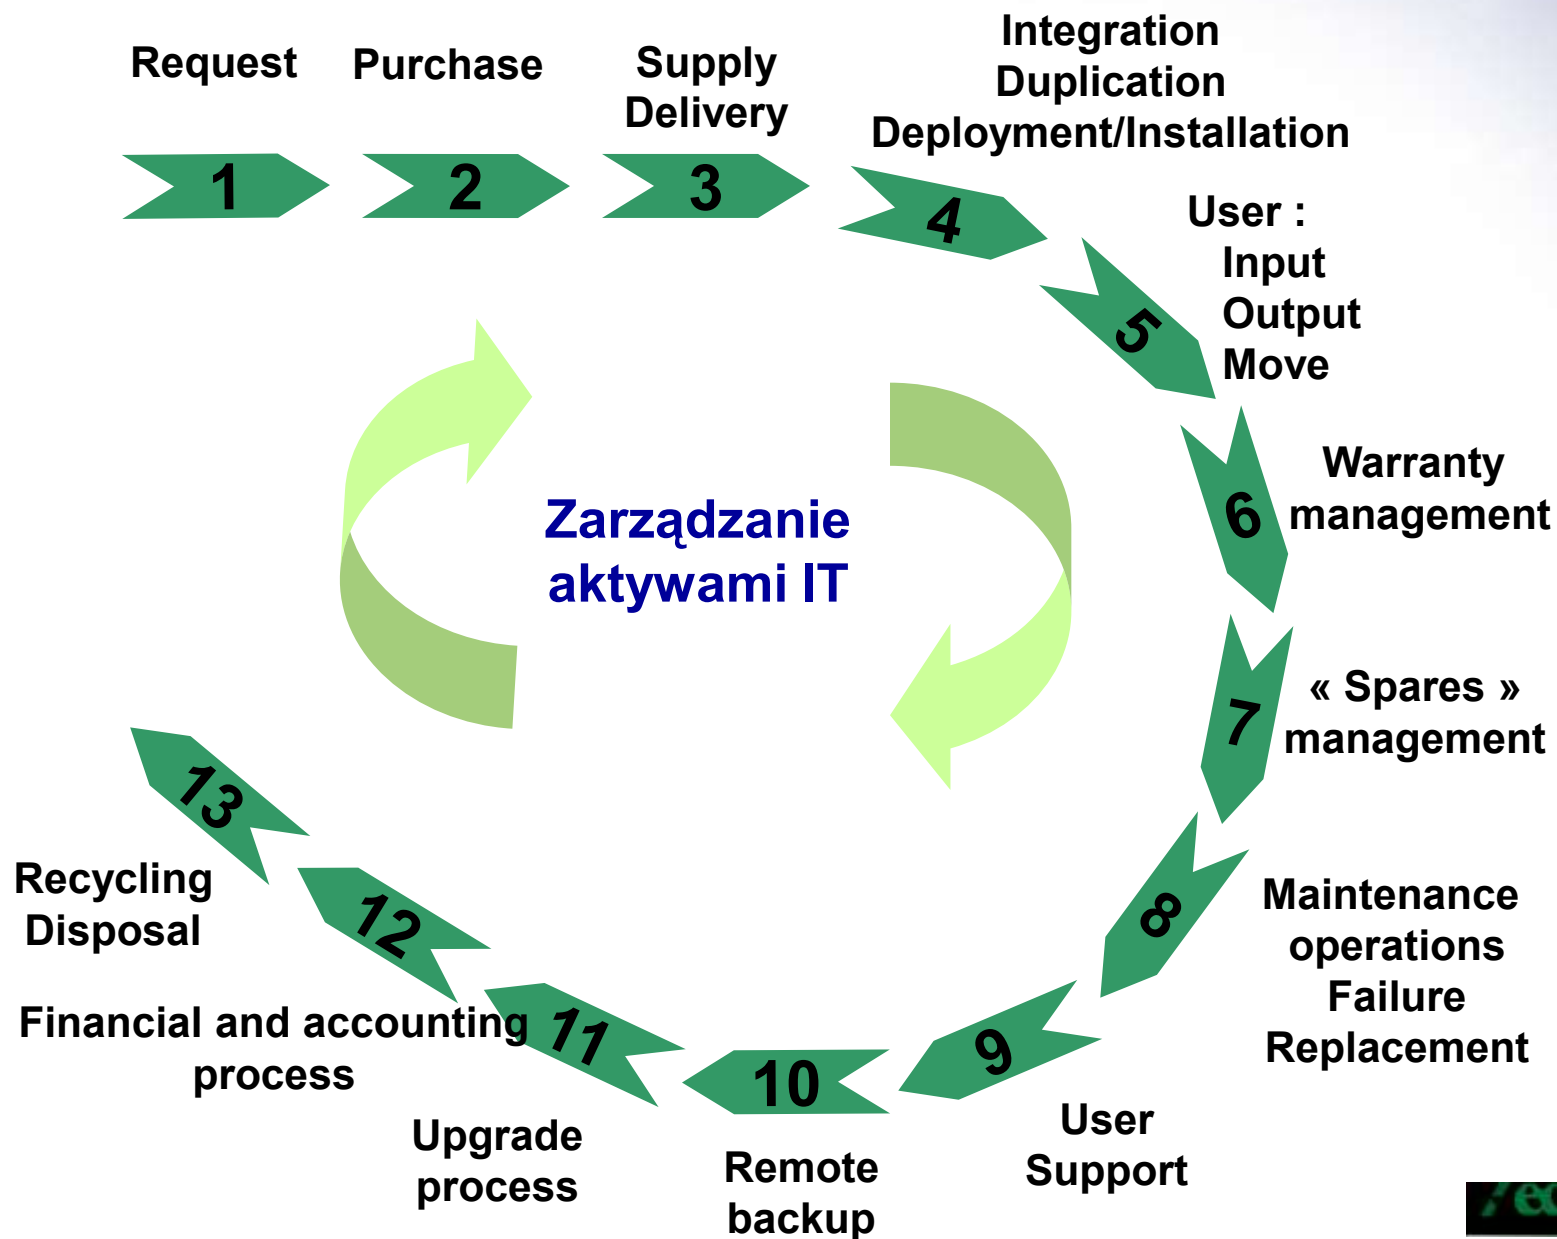 Request
Purchase
Supply
Delivery
Integration
Duplication
Deployment/Installation
1
2
3
4
User :
Input
Output
Move
5
Warranty
management
6
« Spares »
management
7
Maintenance
operations
Failure
Replacement
8
User
Support
9
Remote
backup
10
Upgrade
process
11
Financial and accounting
process
12
Recycling
Disposal
13
Zarządzanie
aktywami IT